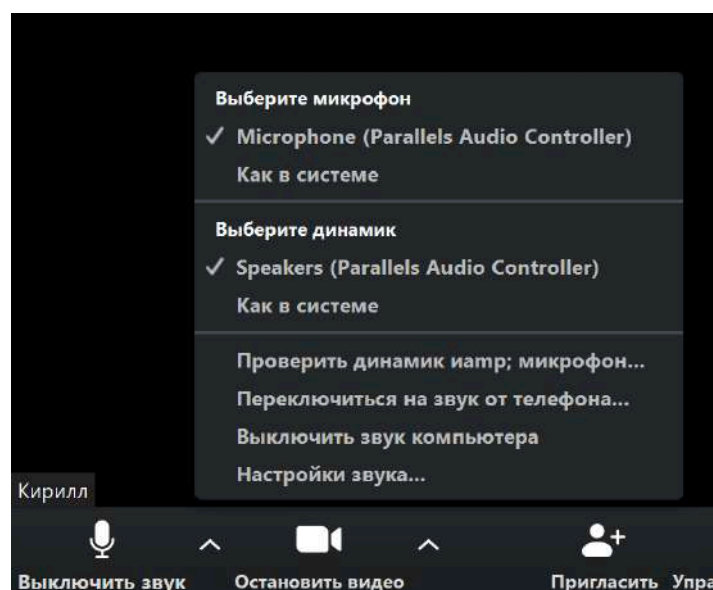 Выберите микрофон
Microphone (Parallels Audio Controller)
Как в системе
Выберите динамик
Speakers (Parallels Audio Controller)
Как в системе
Проверить динамик иamp; микрофон...
Переключиться на звук от телефона...
Выключить звук компьютера
Настройки звука...
Кирилл
Выключить звук Остановить видео Пригласить Упра